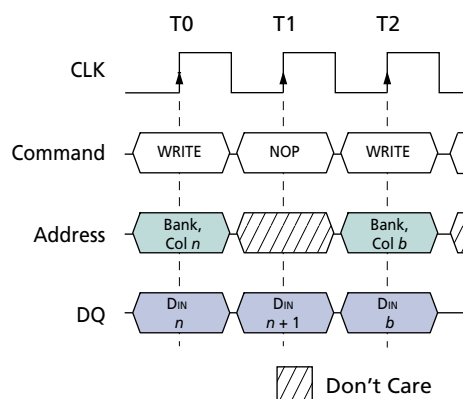 T0 T1 T2
CLK
Command WRITE NOP WRITE
Address Bank, Col n Bank, Col b
DQ DIN n DIN n + 1 DIN b
Don't Care